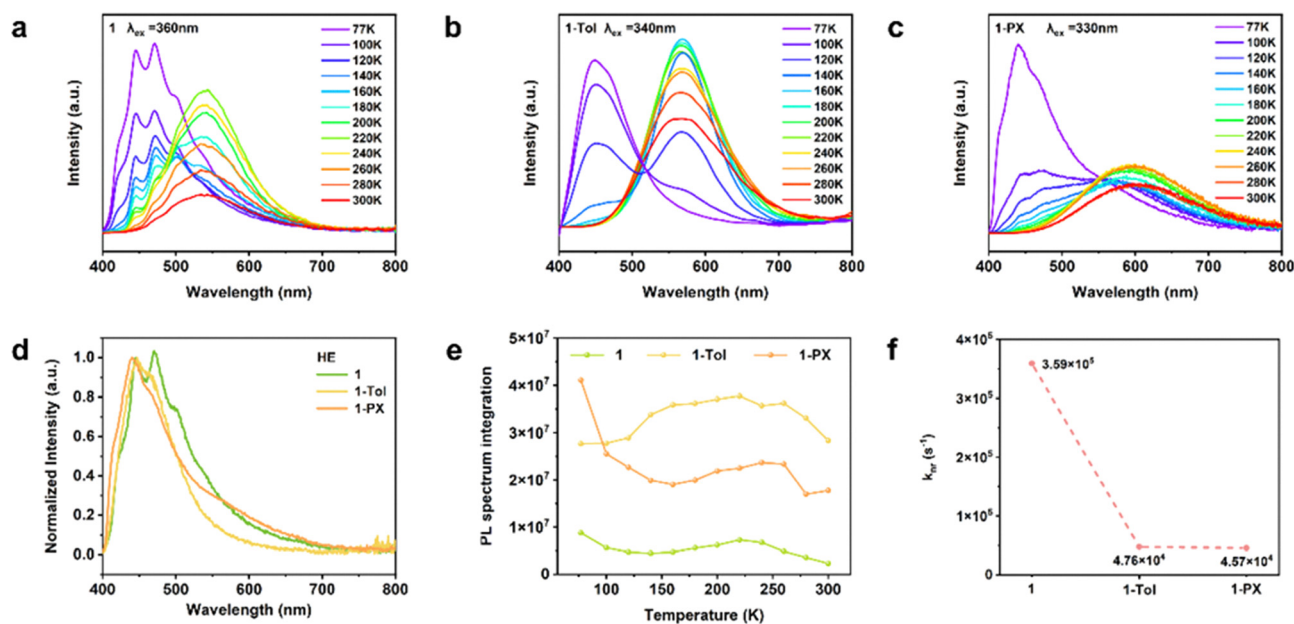 a
1 λex =360nm
77K
100K
120K
140K
160K
180K
200K
220K
240K
260K
280K
300K
Intensity (a.u.)
400 500 600 700 800
Wavelength (nm)
b
1-Tol λex =340nm
77K
100K
120K
140K
160K
180K
200K
220K
240K
260K
280K
300K
Intensity (a.u.)
400 500 600 700 800
Wavelength (nm)
c
1-PX λex =330nm
77K
100K
120K
140K
160K
180K
200K
220K
240K
260K
280K
300K
Intensity (a.u.)
400 500 600 700 800
Wavelength (nm)
d
HE
1
1-Tol
1-PX
Normalized Intensity (a.u.)
1.0
0.8
0.6
0.4
0.2
0.0
400 500 600 700 800
Wavelength (nm)
e
1 1-Tol 1-PX
PL spectrum integration
5×10⁷
4×10⁷
3×10⁷
2×10⁷
1×10⁷
0
100 150 200 250 300
Temperature (K)
f
knr (s⁻¹)
4×10⁵
3×10⁵
2×10⁵
1×10⁵
0
3.59×10⁵
4.76×10⁴
4.57×10⁴
1 1-Tol 1-PX